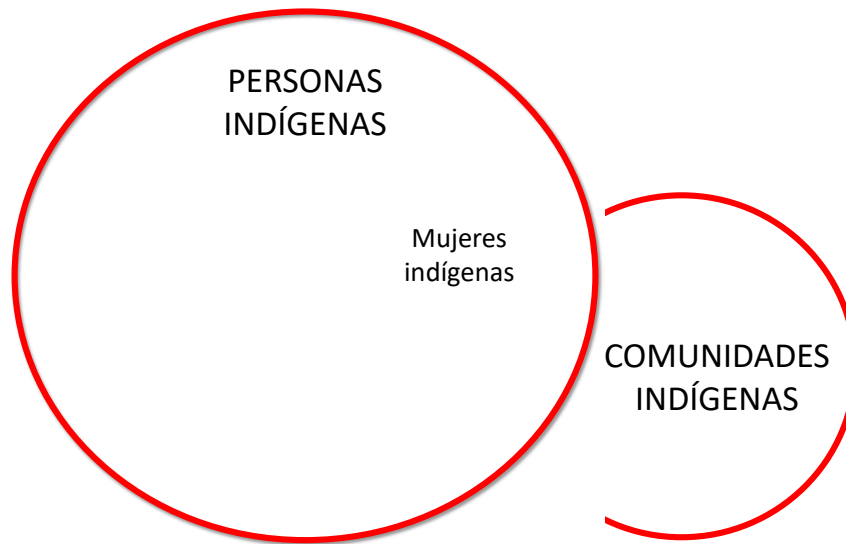 PERSONAS
INDÍGENAS
Mujeres
indígenas
COMUNIDADES
INDÍGENAS